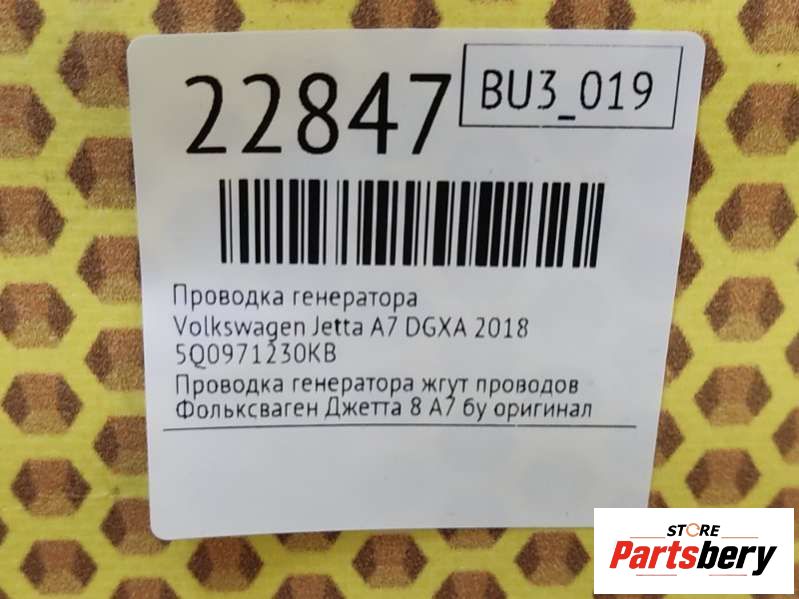 22847
BU3_019
Проводка генератора
Volkswagen Jetta A7 DGXA 2018
5Q0971230KB
Проводка генератора жгут проводов
Фольксваген Джетта 8 А7 бу оригинал
STORE
Partsbery